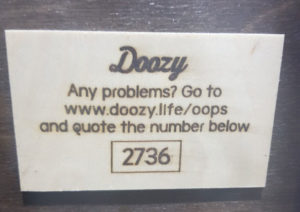 Doozy
Any problems? Go to
www.doozy.life/oops
and quote the number below
2736